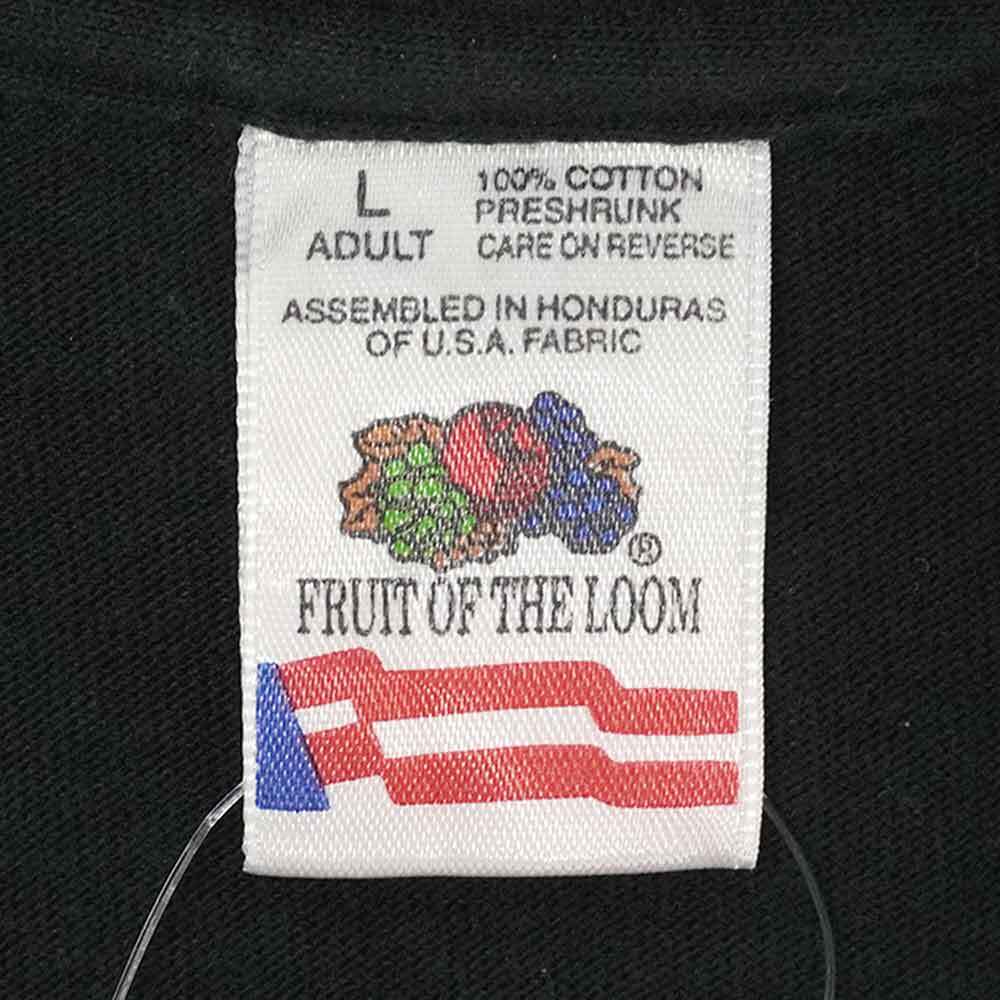 L
ADULT
100% COTTON
PRESHRUNK
CARE ON REVERSE
ASSEMBLED IN HONDURAS
OF U.S.A. FABRIC
®
FRUIT OF THE LOOM